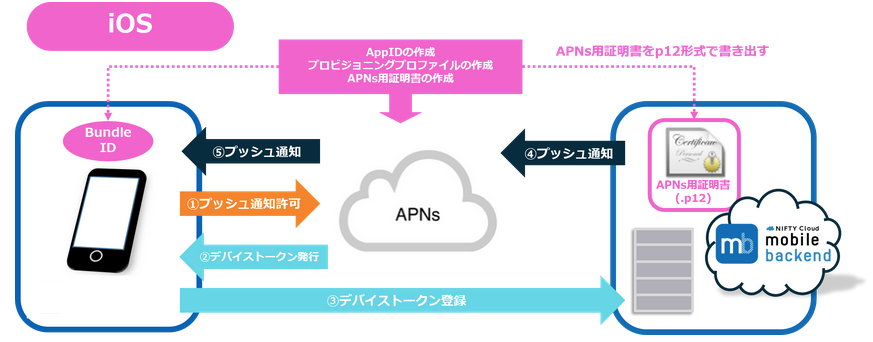 iOS
AppIDの作成
プロビジョニングプロファイルの作成
APNs用証明書の作成
APNs用証明書をp12形式で書き出す
Bundle
ID
⑤プッシュ通知
④プッシュ通知
Certificate
Personal
APNs用証明書
(.p12)
①プッシュ通知許可
APNs
②デバイストークン発行
mb
NIFTY Cloud
mobile
backend
③デバイストークン登録